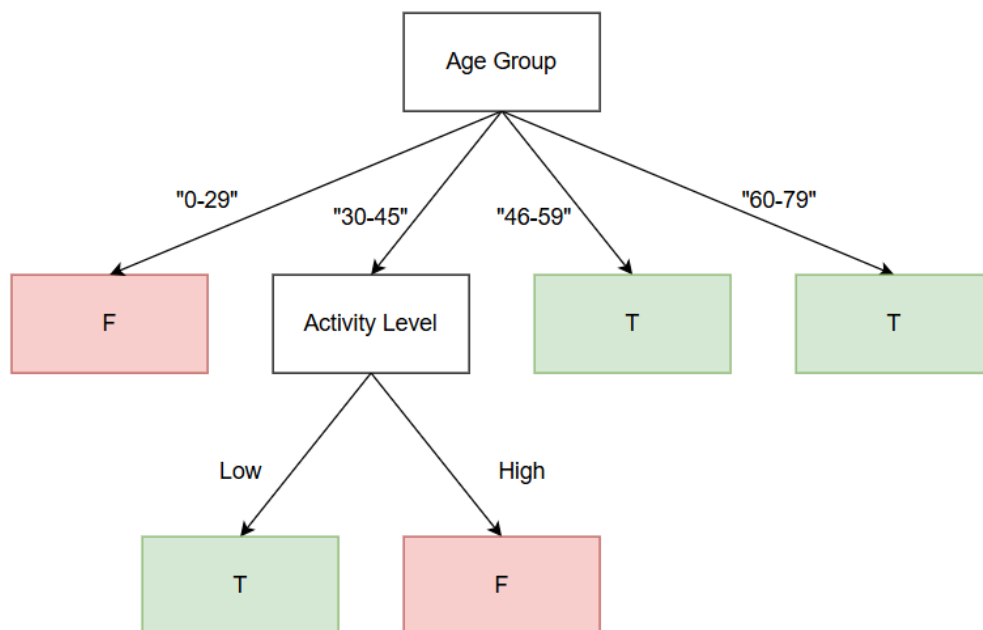 Age Group
"0-29"
"30-45"
"46-59"
"60-79"
F
Activity Level
T
T
Low
High
T
F